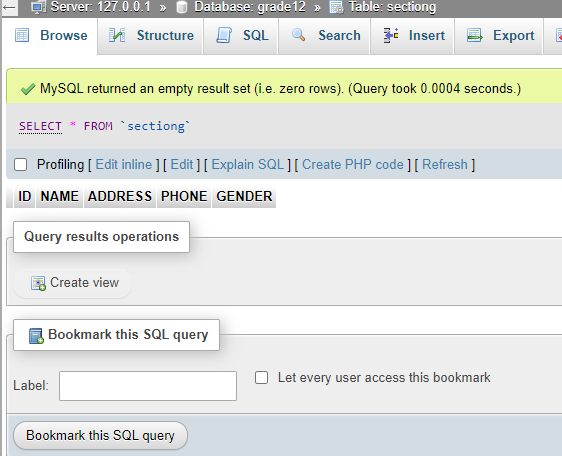 Server: 127.0.0.1 » Database: grade12 » Table: sectiong
Browse Structure SQL Search Insert Export
MySQL returned an empty result set (i.e. zero rows). (Query took 0.0004 seconds.)
SELECT * FROM `sectiong`
Profiling [ Edit inline ] [ Edit ] [ Explain SQL ] [ Create PHP code ] [ Refresh ]
ID NAME ADDRESS PHONE GENDER
Query results operations
Create view
Bookmark this SQL query
Label: Let every user access this bookmark
Bookmark this SQL query